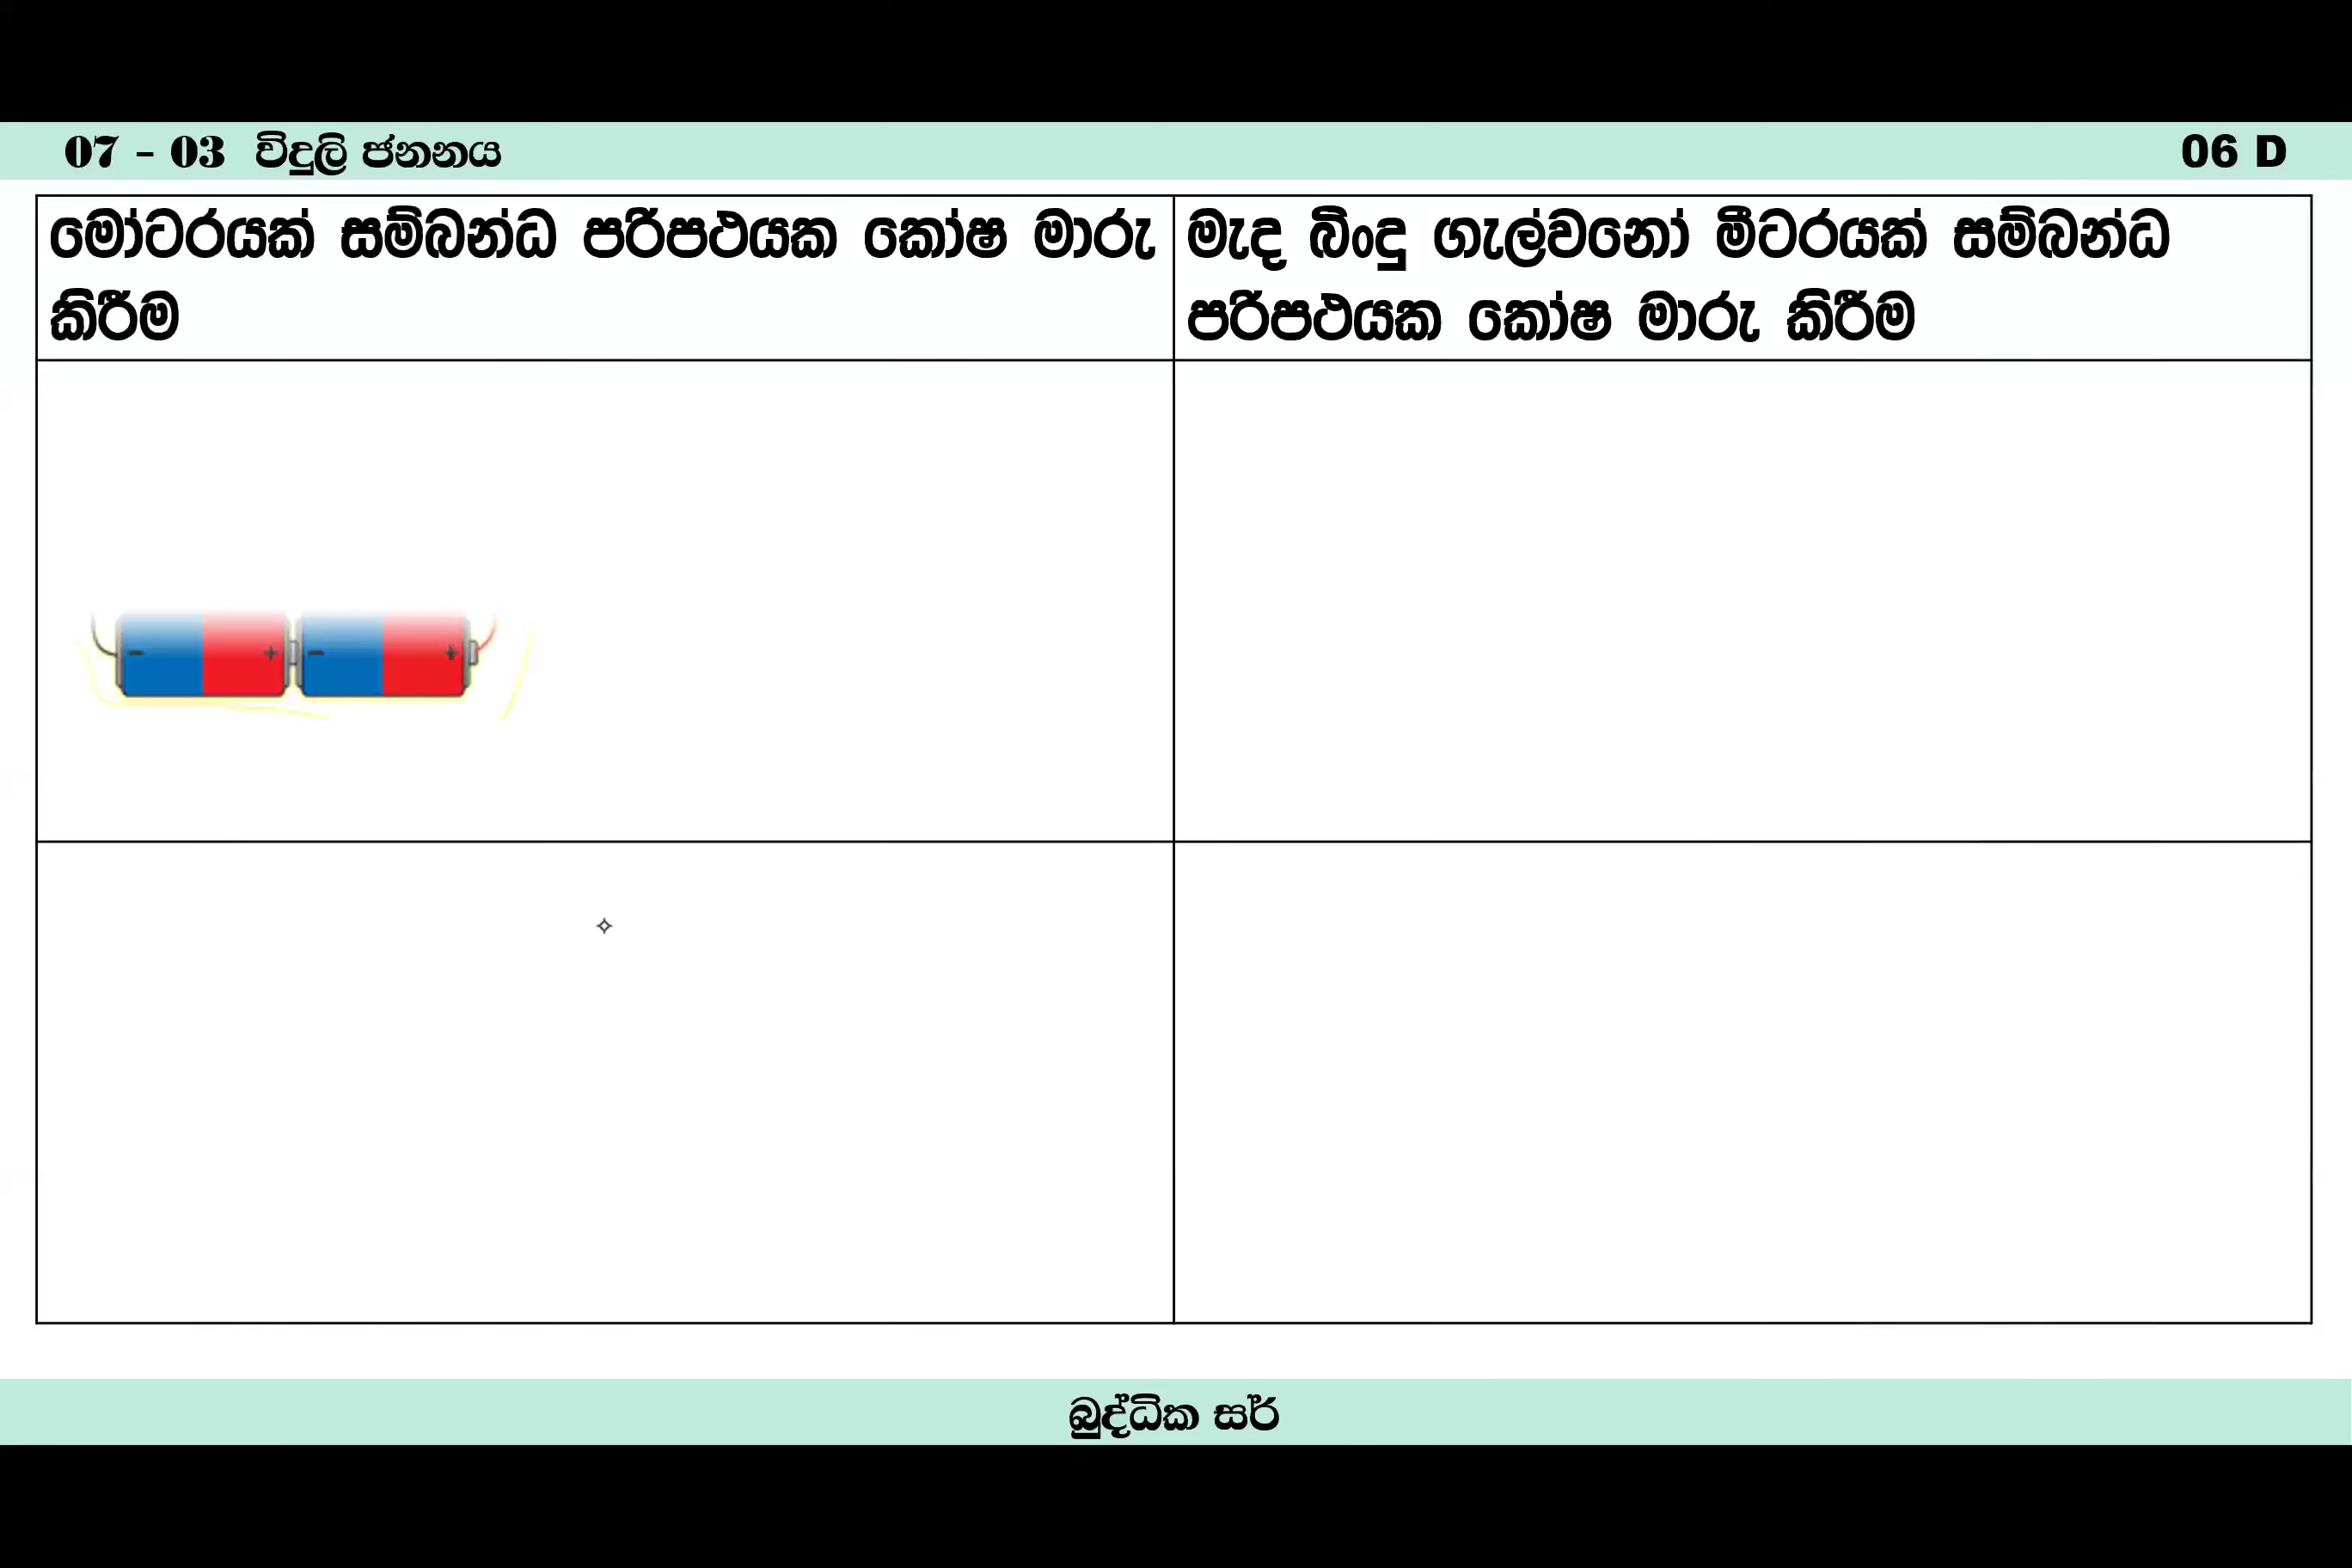 07 - 03 විදුලි ජනනය
06 D
මෝටරයක් සම්බන්ධ පරිපථයක කෝෂ මාරු
කිරීම
මැද බිංදු ගැල්වනෝ මීටරයක් සම්බන්ධ
පරිපථයක කෝෂ මාරු කිරීම
- + - +
බුද්ධික සර්